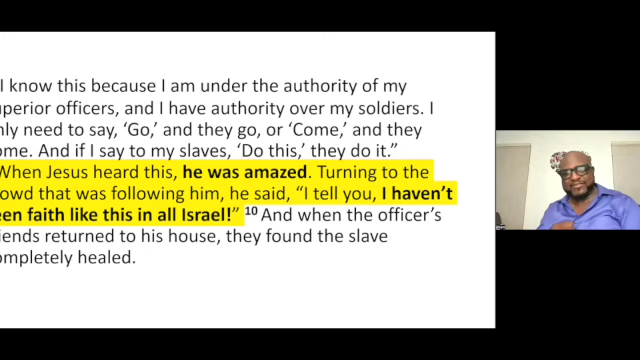 I know this because I am under the authority of my
uperior officers, and I have authority over my soldiers. I
nly need to say, ‘Go,’ and they go, or ‘Come,’ and they
ome. And if I say to my slaves, ‘Do this,’ they do it.”
When Jesus heard this, he was amazed. Turning to the
rowd that was following him, he said, “I tell you, I haven’t
een faith like this in all Israel!” 10 And when the officer’s
iends returned to his house, they found the slave
ompletely healed.